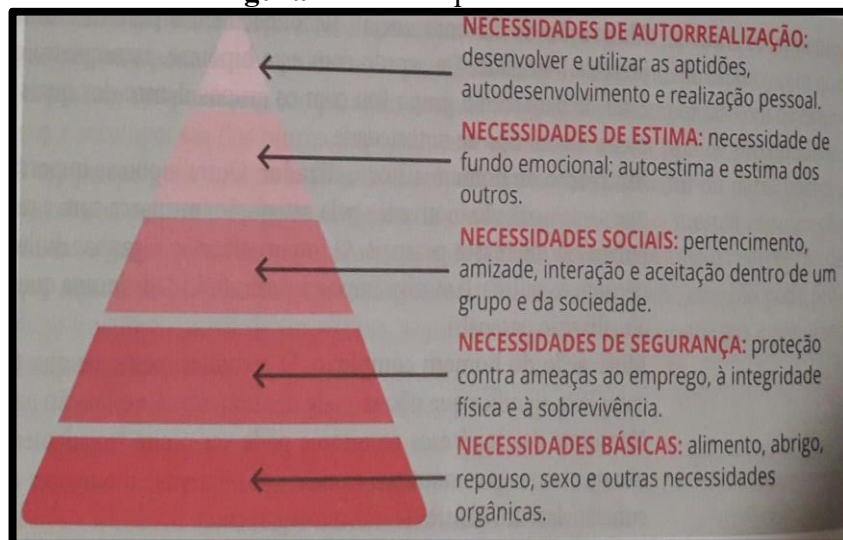 NECESSIDADES DE AUTORREALIZAÇÃO:
desenvolver e utilizar as aptidões,
autodesenvolvimento e realização pessoal.
NECESSIDADES DE ESTIMA: necessidade de
fundo emocional; autoestima e estima dos
outros.
NECESSIDADES SOCIAIS: pertencimento,
amizade, interação e aceitação dentro de um
grupo e da sociedade.
NECESSIDADES DE SEGURANÇA: proteção
contra ameaças ao emprego, à integridade
física e à sobrevivência.
NECESSIDADES BÁSICAS: alimento, abrigo,
repouso, sexo e outras necessidades
orgânicas.